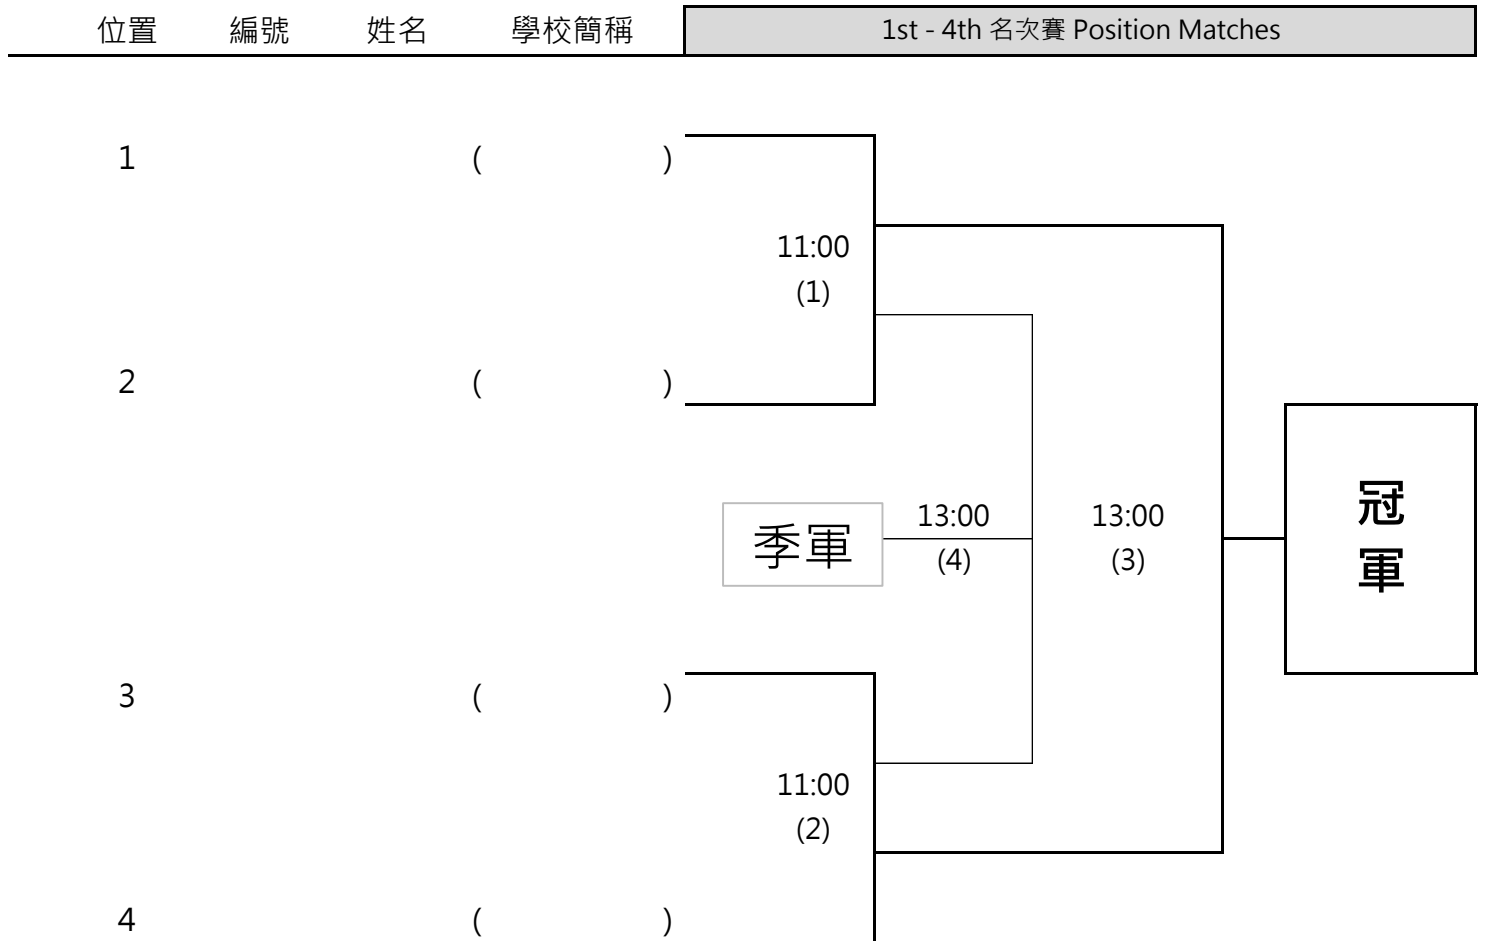 位置 編號 姓名 學校簡稱 1st - 4th 名次賽 Position Matches
1 ( )
11:00
(1)
2 ( )
季軍
13:00
(4)
13:00
(3)
冠
軍
3 ( )
11:00
(2)
4 ( )